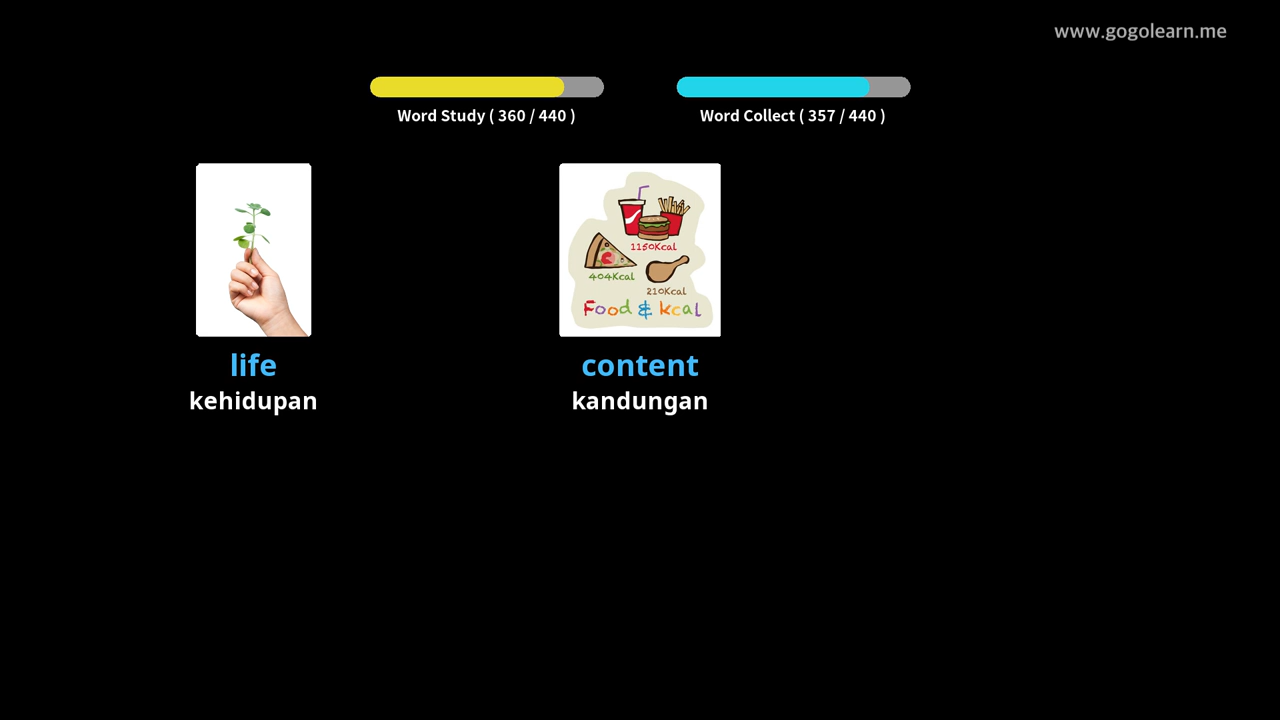 www.gogolearn.me
Word Study ( 360 / 440 )
Word Collect ( 357 / 440 )
1150Kcal
404Kcal
210Kcal
Food & kcal
life
kehidupan
content
kandungan